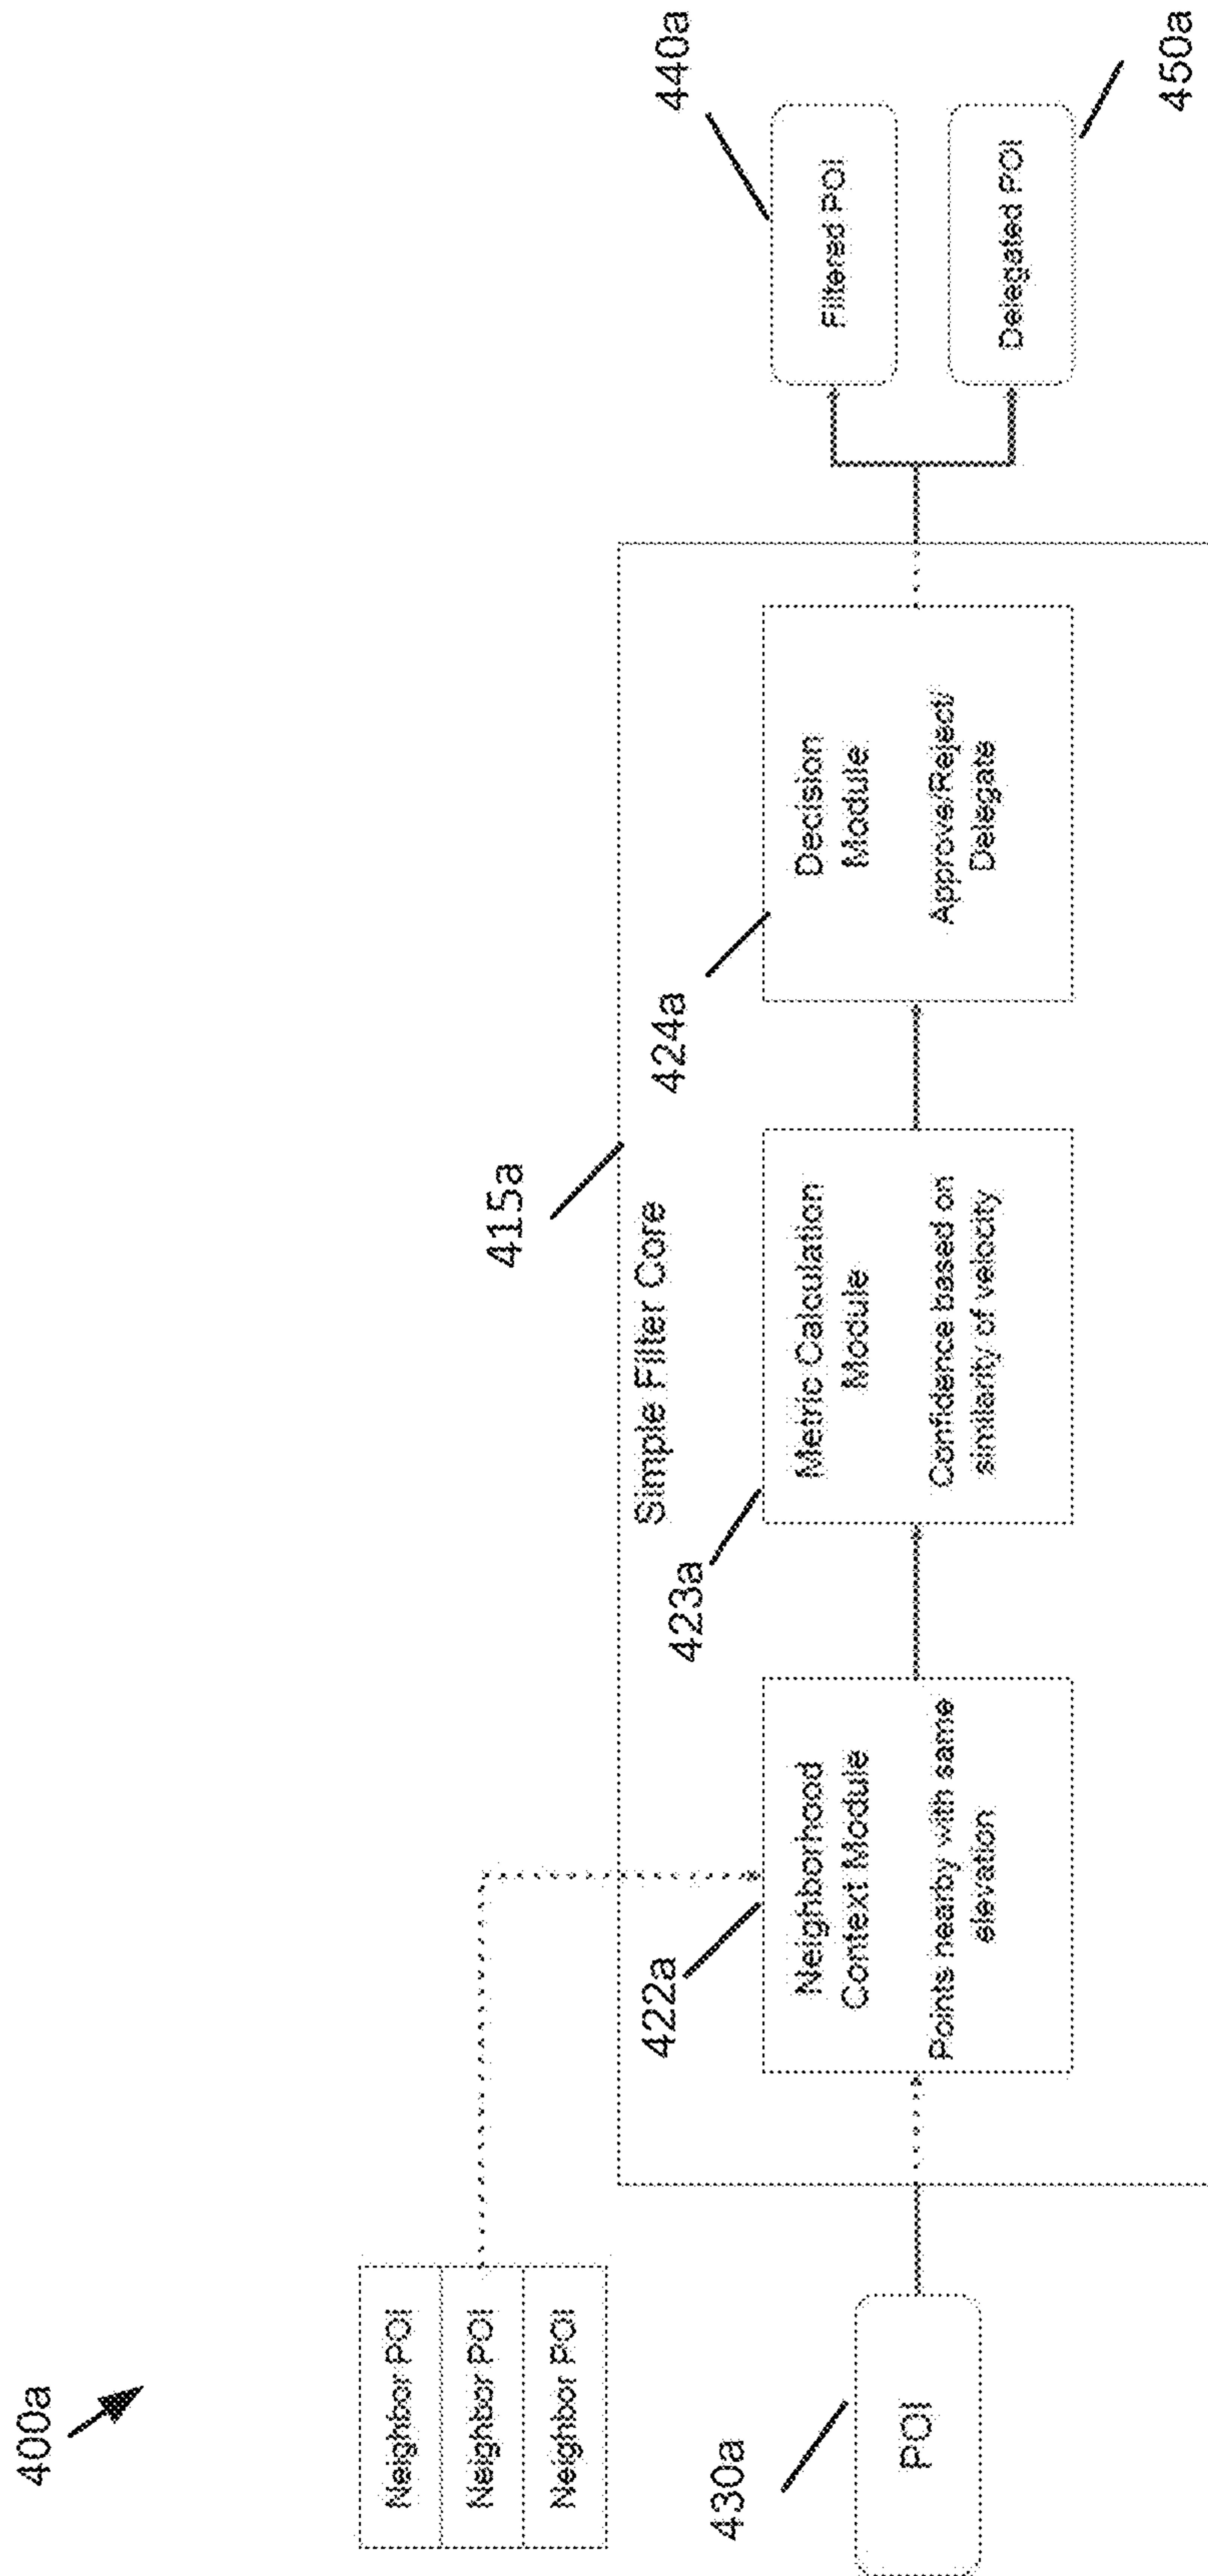 400a
Neighbor POI
Neighbor POI
Neighbor POI
430a
POI
415a
Simple Filter Core
422a
Neighborhood
Context Module
Points nearby with same
elevation
423a
Metric Calculation
Module
Confidence based on
similarity of velocity
424a
Decision
Module
Approve/Reject/
Delegate
440a
Filtered POI
Delegated POI
450a